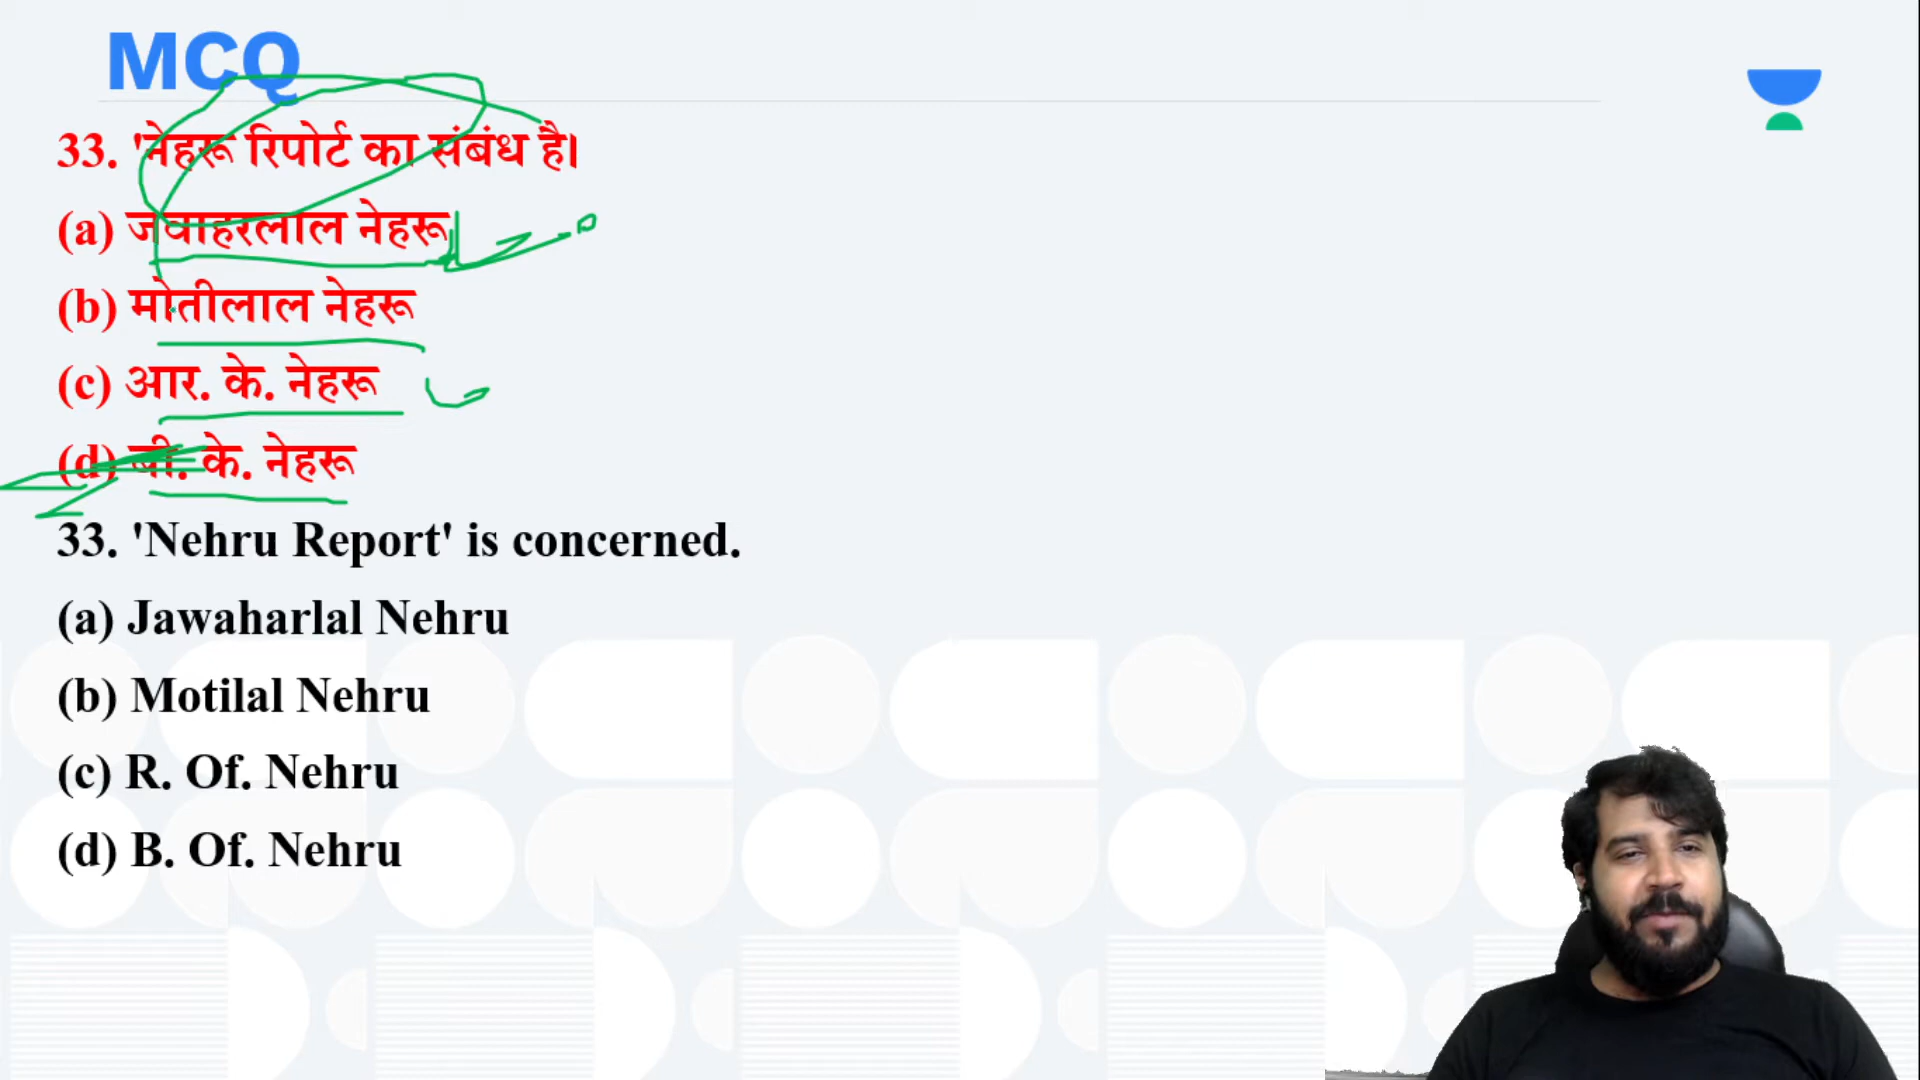 MCQ
33. 'नेहरू रिपोर्ट का संबंध है।
(a) जवाहरलाल नेहरू
(b) मोतीलाल नेहरू
(c) आर. के. नेहरू
(d) बी. के. नेहरू
33. 'Nehru Report' is concerned.
(a) Jawaharlal Nehru
(b) Motilal Nehru
(c) R. Of. Nehru
(d) B. Of. Nehru